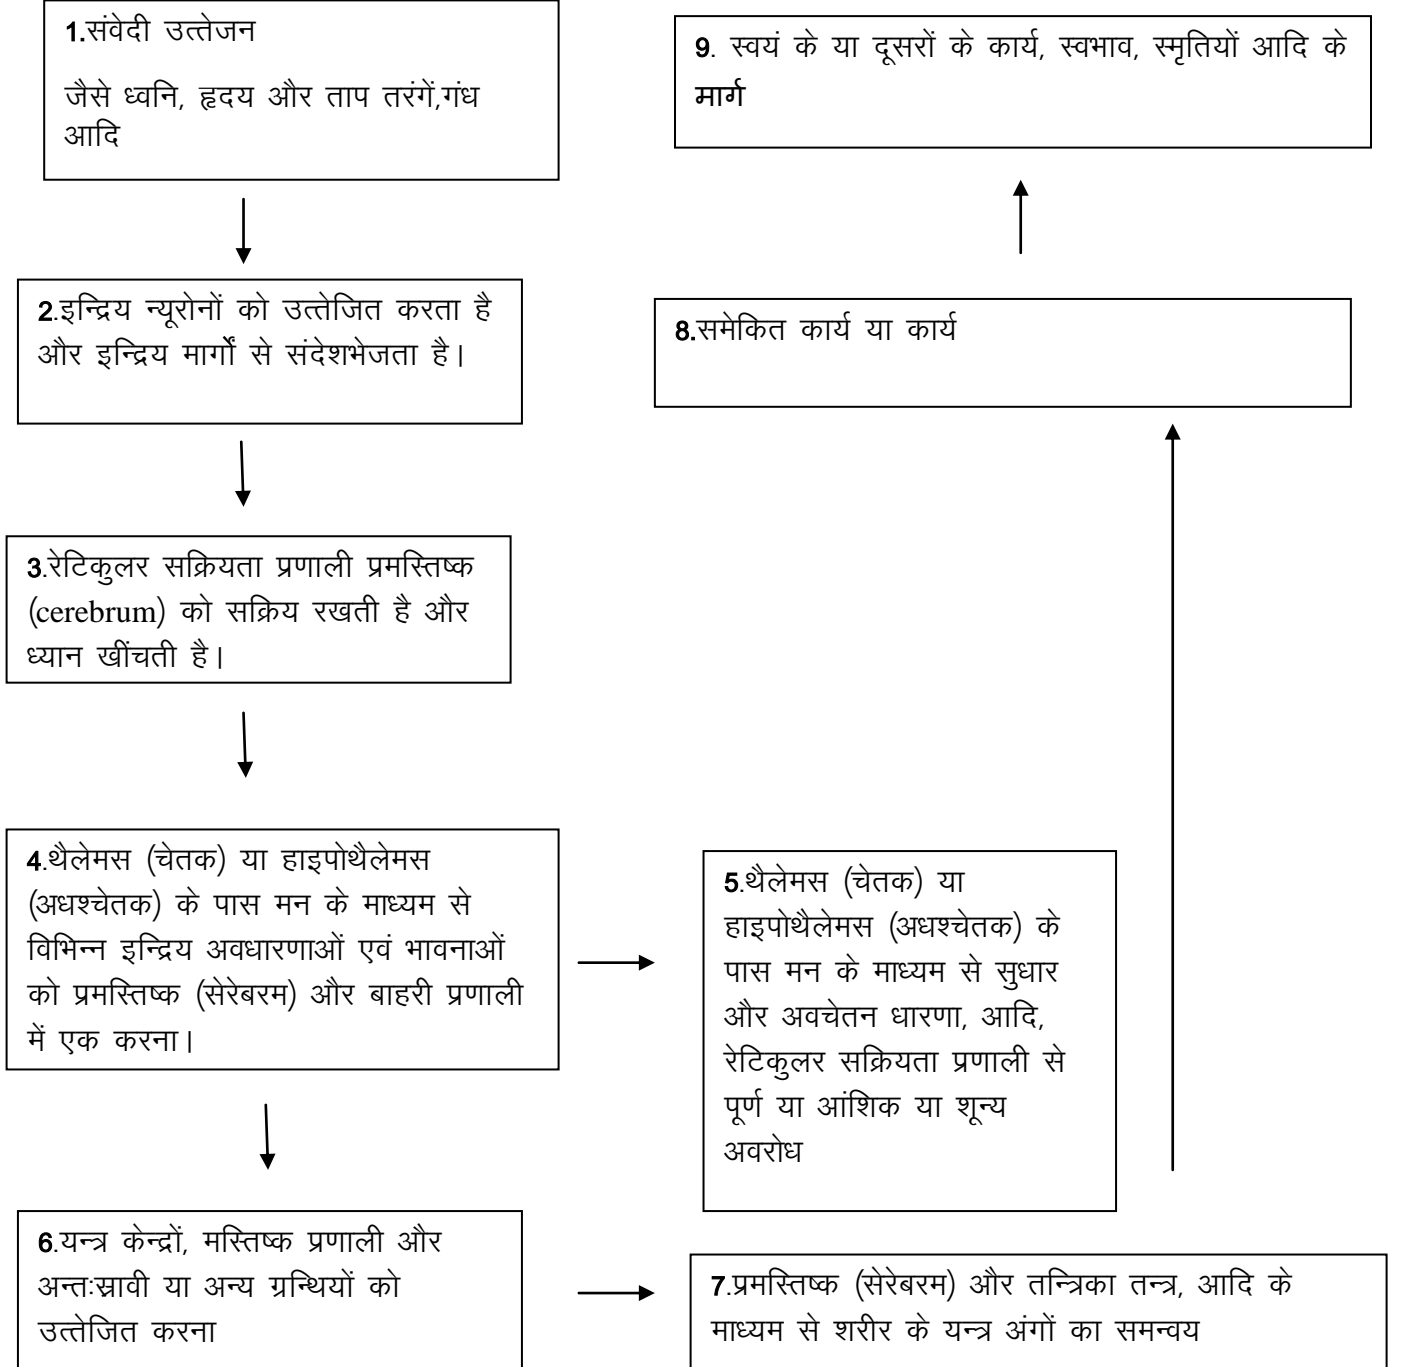 1.संवेदी उत्तेजन
जैसे ध्वनि, हृदय और ताप तरंगें,गंध
आदि
2.इन्द्रिय न्यूरोनों को उत्तेजित करता है
और इन्द्रिय मार्गों से संदेशभेजता है।
3.रेटिकुलर सक्रियता प्रणाली प्रमस्तिष्क
(cerebrum) को सक्रिय रखती है और
ध्यान खींचती है।
4.थैलेमस (चेतक) या हाइपोथैलेमस
(अधश्चेतक) के पास मन के माध्यम से
विभिन्न इन्द्रिय अवधारणाओं एवं भावनाओं
को प्रमस्तिष्क (सेरेबरम) और बाहरी प्रणाली
में एक करना।
5.थैलेमस (चेतक) या
हाइपोथैलेमस (अधश्चेतक) के
पास मन के माध्यम से सुधार
और अवचेतन धारणा, आदि,
रेटिकुलर सक्रियता प्रणाली से
पूर्ण या आंशिक या शून्य
अवरोध
6.यन्त्र केन्द्रों, मस्तिष्क प्रणाली और
अन्तःस्रावी या अन्य ग्रन्थियों को
उत्तेजित करना
7.प्रमस्तिष्क (सेरेबरम) और तन्त्रिका तन्त्र, आदि के
माध्यम से शरीर के यन्त्र अंगों का समन्वय
8.समेकित कार्य या कार्य
9. स्वयं के या दूसरों के कार्य, स्वभाव, स्मृतियों आदि के
मार्ग